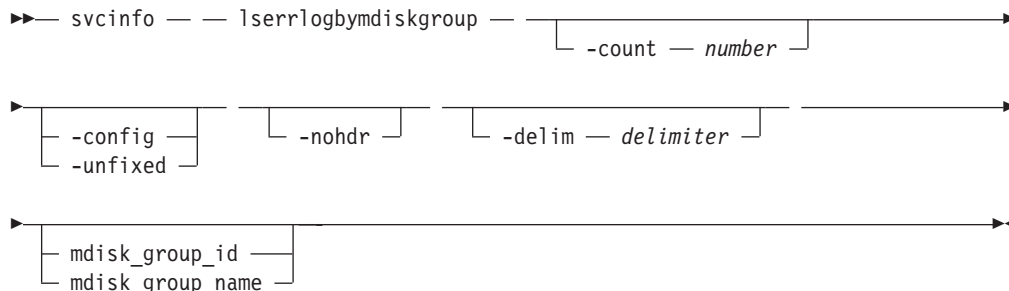 svcinfo lserrlogbymdiskgroup
-count number
-config -nohdr -delim delimiter
-unfixed
mdisk_group_id
mdisk_group_name